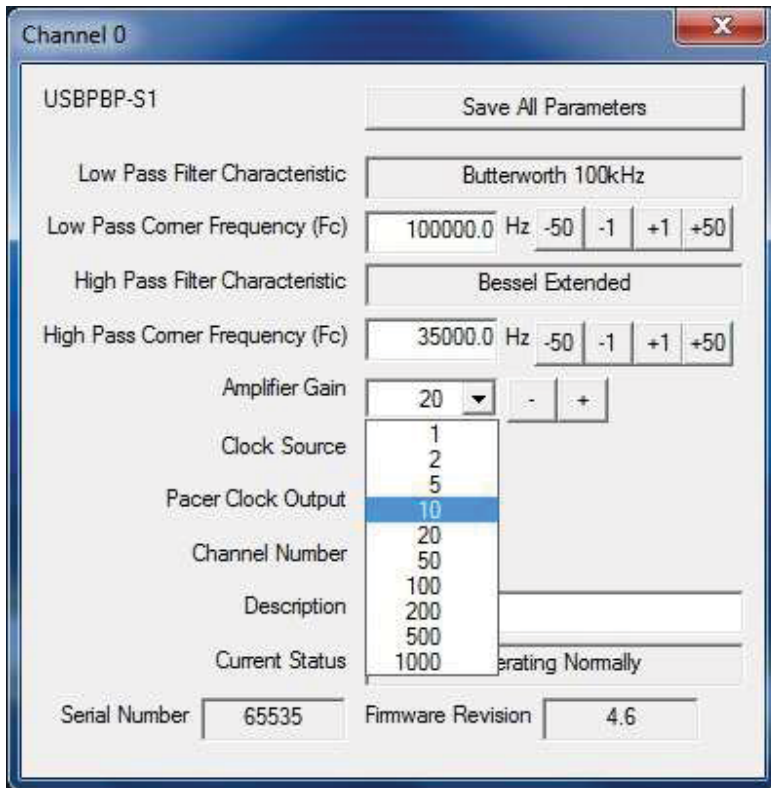 Channel 0
USBPBP-S1
Save All Parameters
Low Pass Filter Characteristic Butterworth 100kHz
Low Pass Corner Frequency (Fc) 100000.0 Hz -50 -1 +1 +50
High Pass Filter Characteristic Bessel Extended
High Pass Corner Frequency (Fc) 35000.0 Hz -50 -1 +1 +50
Amplifier Gain 20 - +
1
Clock Source
2
5
Pacer Clock Output
10
20
Channel Number
50
100
Description
200
500
Current Status
1000
erating Normally
Serial Number 65535 Firmware Revision 4.6